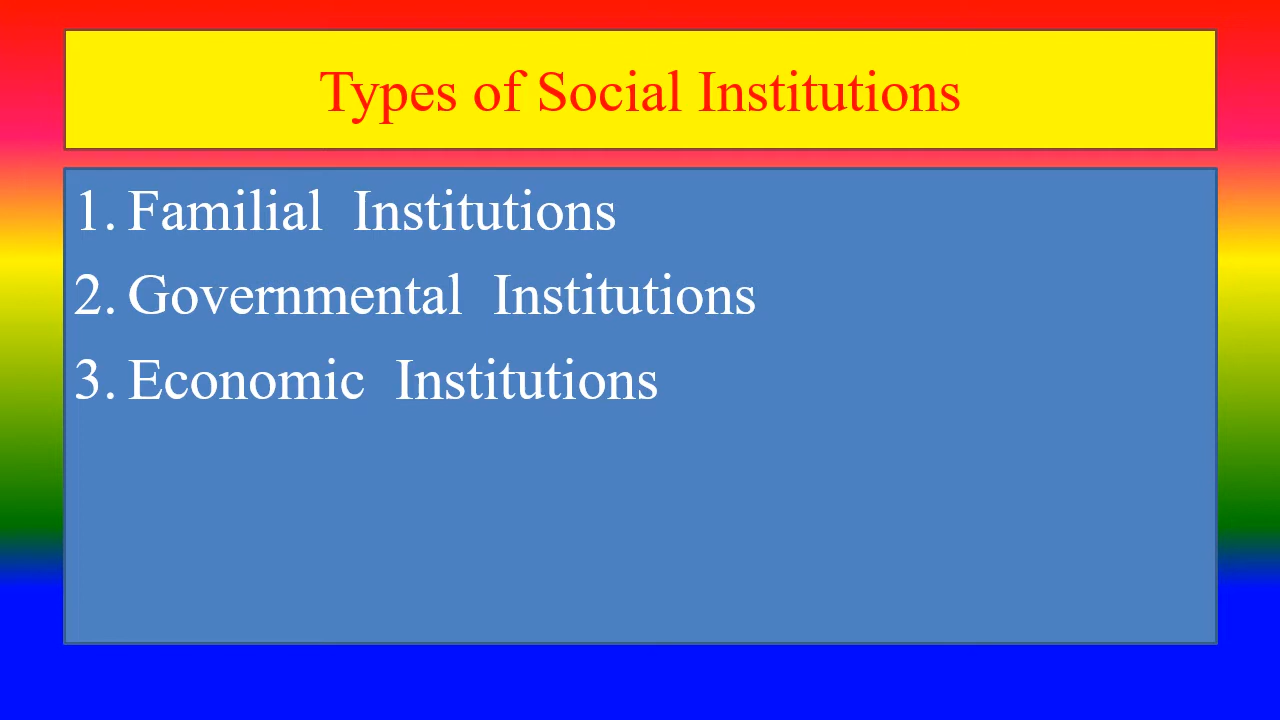 Types of Social Institutions
1. Familial Institutions
2. Governmental Institutions
3. Economic Institutions